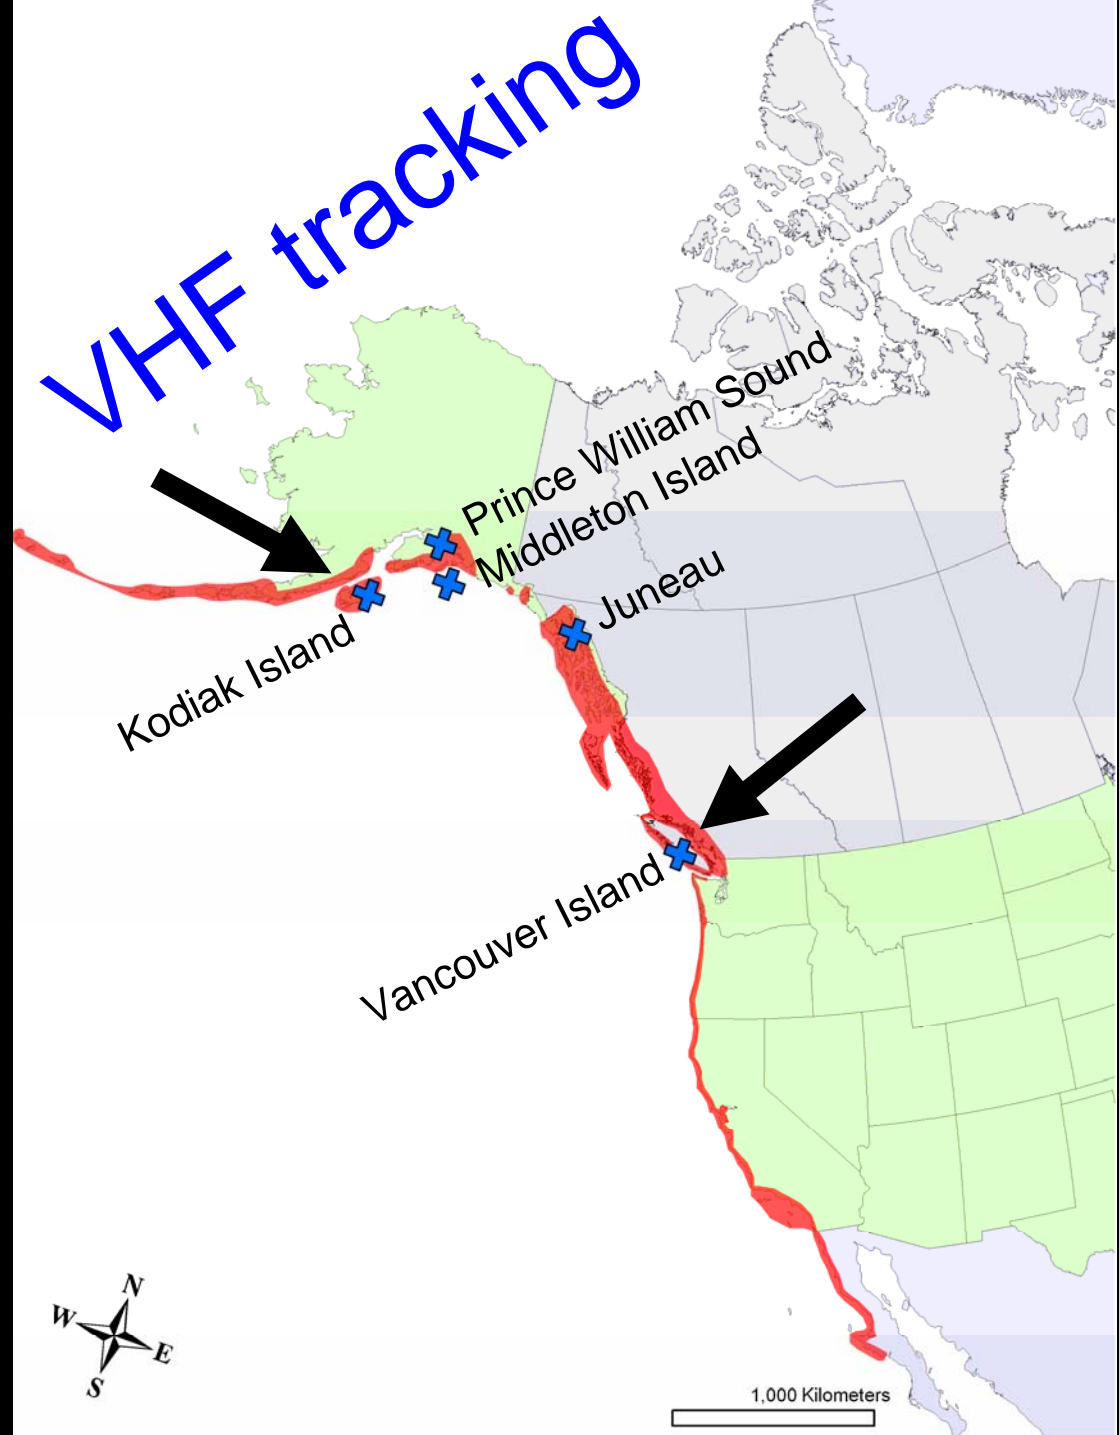 VHF tracking
Prince William Sound
Middleton Island
Juneau
Kodiak Island
Vancouver Island
N
W
E
S
1,000 Kilometers